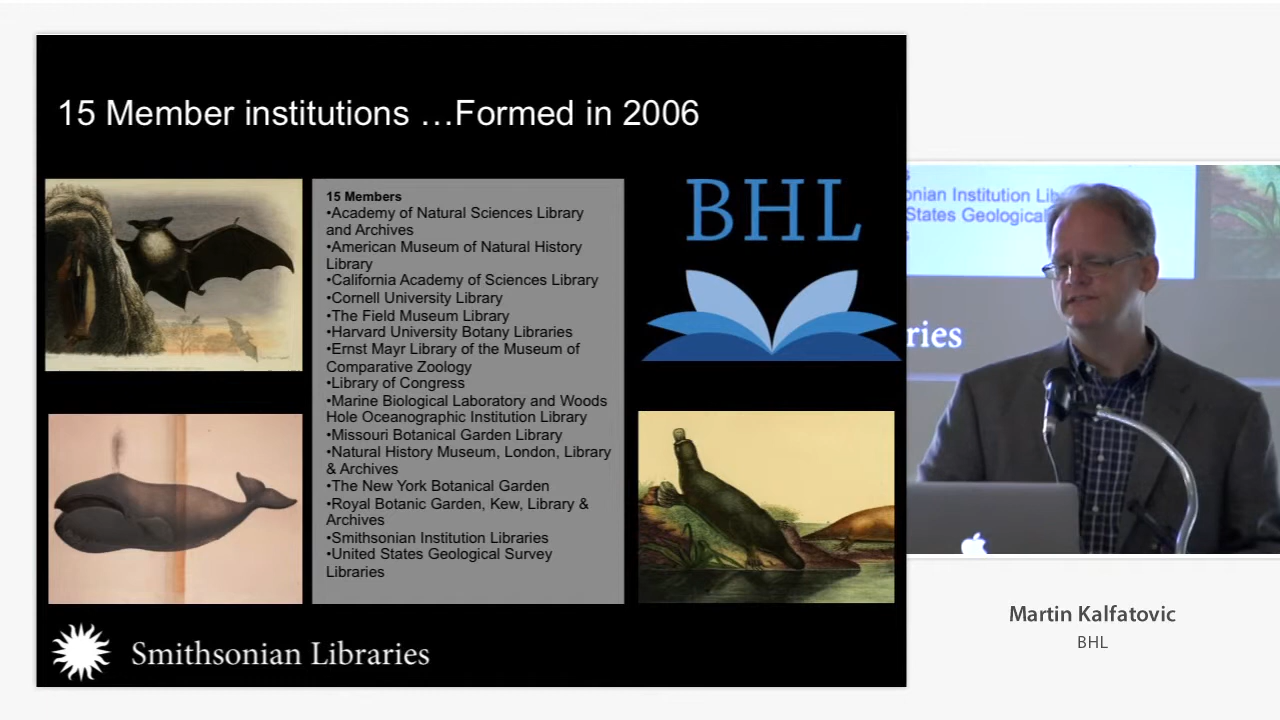 15 Member institutions …Formed in 2006
15 Members
•Academy of Natural Sciences Library
and Archives
•American Museum of Natural History
Library
•California Academy of Sciences Library
•Cornell University Library
•The Field Museum Library
•Harvard University Botany Libraries
•Ernst Mayr Library of the Museum of
Comparative Zoology
•Library of Congress
•Marine Biological Laboratory and Woods
Hole Oceanographic Institution Library
•Missouri Botanical Garden Library
•Natural History Museum, London, Library
& Archives
•The New York Botanical Garden
•Royal Botanic Garden, Kew, Library &
Archives
•Smithsonian Institution Libraries
•United States Geological Survey
Libraries
BHL
Smithsonian Libraries
onian Institution Lib
States Geological
ries
Martin Kalfatovic
BHL